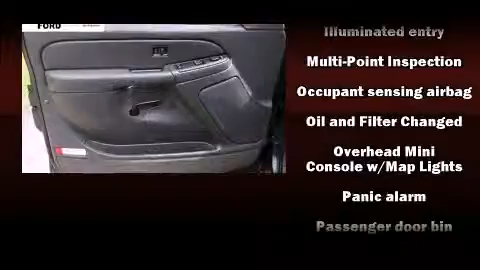 FORD
Illuminated entry
Multi-Point Inspection
Occupant sensing airbag
Oil and Filter Changed
Overhead Mini
Console w/Map Lights
Panic alarm
Passenger door bin